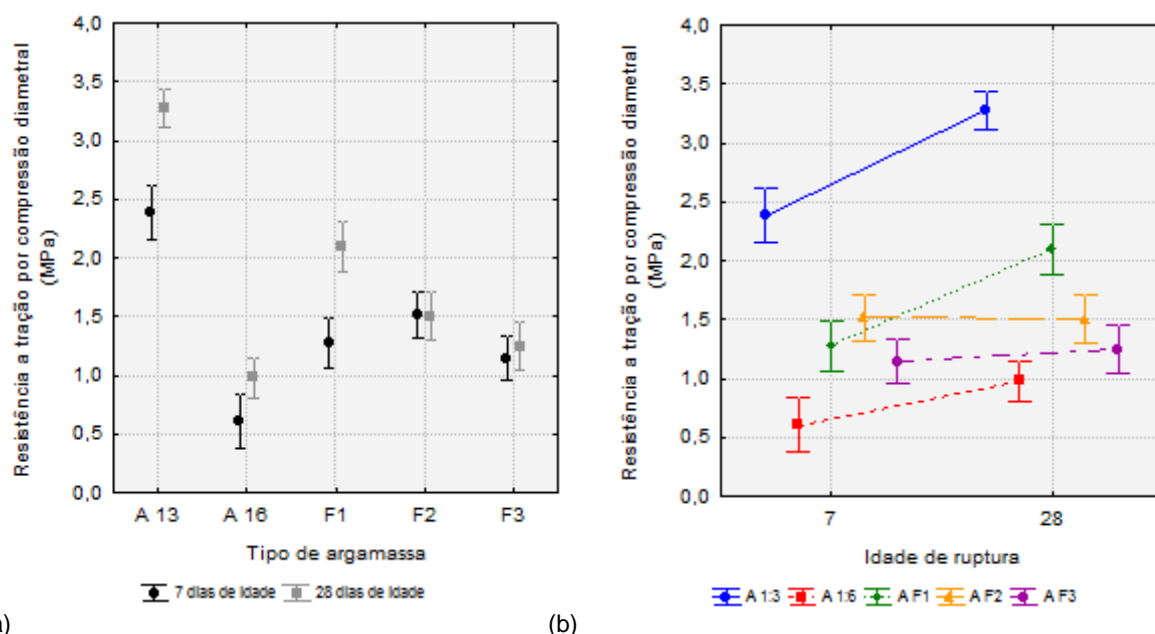 Resistência a tração por compressão diametral
(MPa)
4,0
3,5
3,0
2,5
2,0
1,5
1,0
0,5
0,0
A 13
A 16
F1
F2
F3
Tipo de argamassa
7 dias de Idade
28 dias de Idade
a)
Resistência a tração por compressão diametral
(MPa)
4,0
3,5
3,0
2,5
2,0
1,5
1,0
0,5
0,0
7
28
Idade de ruptura
A 1:3
A 1:6
A F1
A F2
A F3
(b)